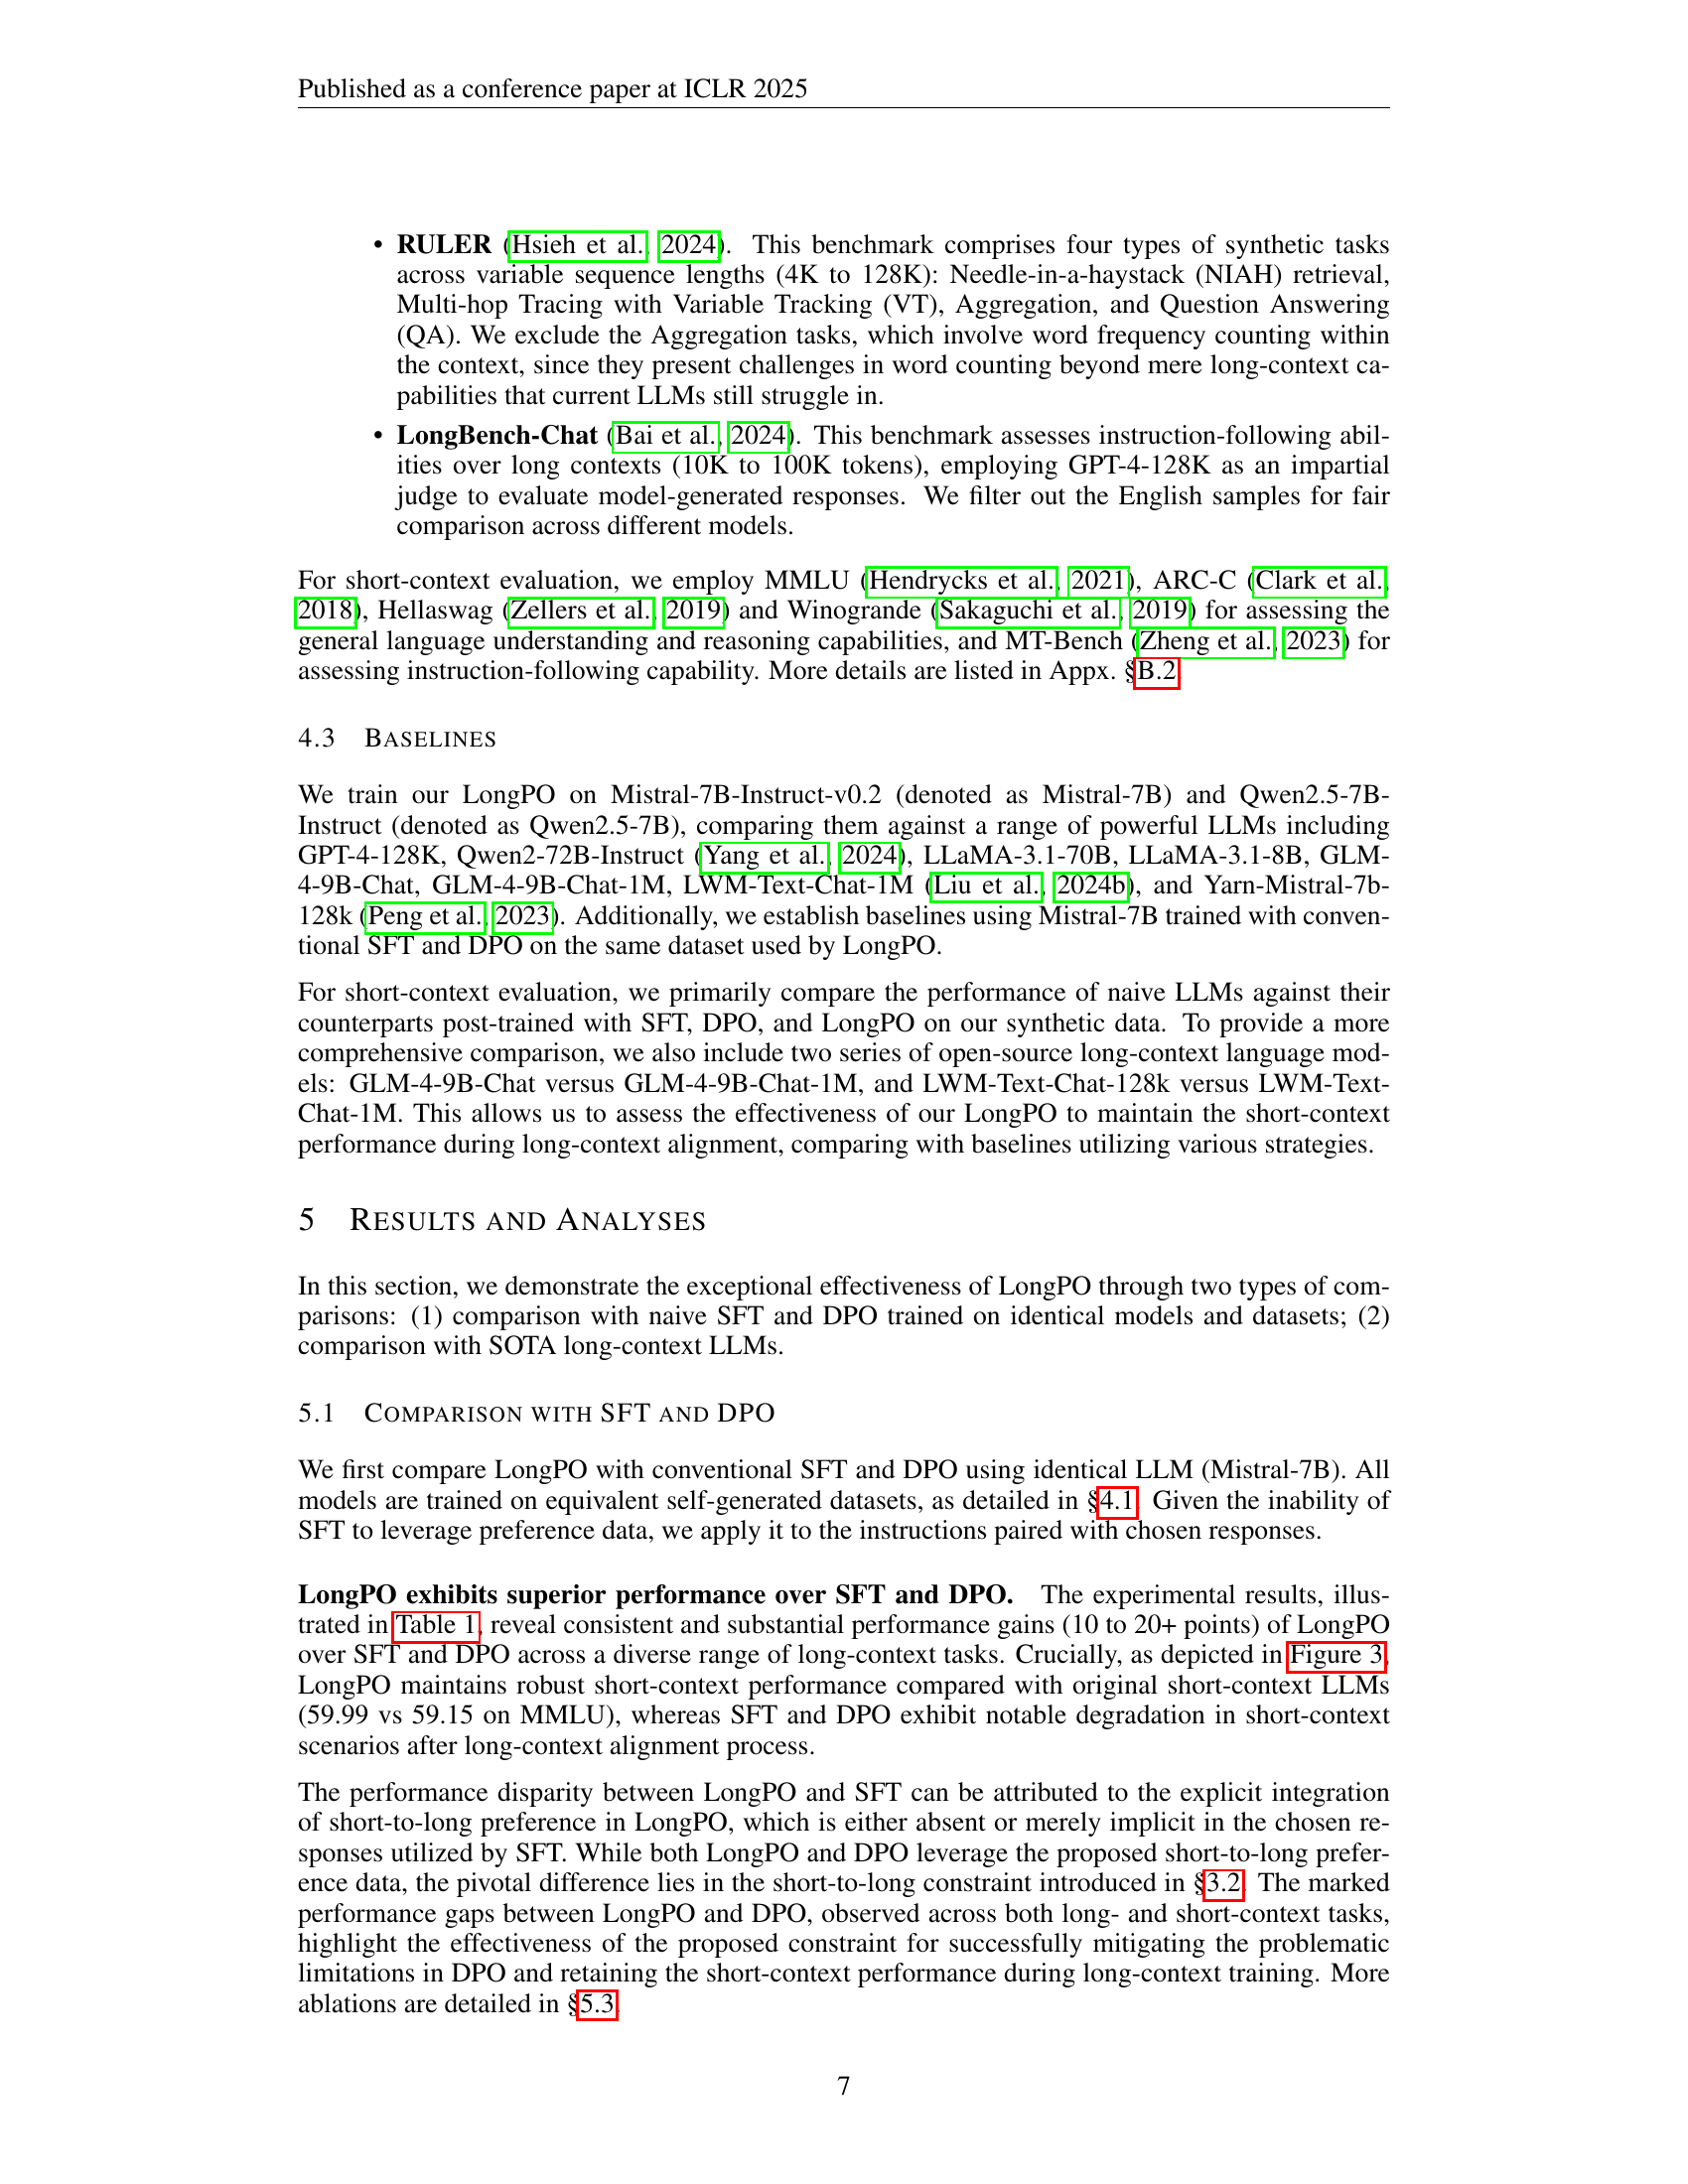 Published as a conference paper at ICLR 2025
• RULER (Hsieh et al., 2024). This benchmark comprises four types of synthetic tasks
across variable sequence lengths (4K to 128K): Needle-in-a-haystack (NIAH) retrieval,
Multi-hop Tracing with Variable Tracking (VT), Aggregation, and Question Answering
(QA). We exclude the Aggregation tasks, which involve word frequency counting within
the context, since they present challenges in word counting beyond mere long-context ca-
pabilities that current LLMs still struggle in.
• LongBench-Chat (Bai et al., 2024). This benchmark assesses instruction-following abil-
ities over long contexts (10K to 100K tokens), employing GPT-4-128K as an impartial
judge to evaluate model-generated responses. We filter out the English samples for fair
comparison across different models.
For short-context evaluation, we employ MMLU (Hendrycks et al., 2021), ARC-C (Clark et al.,
2018), Hellaswag (Zellers et al., 2019) and Winogrande (Sakaguchi et al., 2019) for assessing the
general language understanding and reasoning capabilities, and MT-Bench (Zheng et al., 2023) for
assessing instruction-following capability. More details are listed in Appx. §B.2.
4.3 BASELINES
We train our LongPO on Mistral-7B-Instruct-v0.2 (denoted as Mistral-7B) and Qwen2.5-7B-
Instruct (denoted as Qwen2.5-7B), comparing them against a range of powerful LLMs including
GPT-4-128K, Qwen2-72B-Instruct (Yang et al., 2024), LLaMA-3.1-70B, LLaMA-3.1-8B, GLM-
4-9B-Chat, GLM-4-9B-Chat-1M, LWM-Text-Chat-1M (Liu et al., 2024b), and Yarn-Mistral-7b-
128k (Peng et al., 2023). Additionally, we establish baselines using Mistral-7B trained with conven-
tional SFT and DPO on the same dataset used by LongPO.
For short-context evaluation, we primarily compare the performance of naive LLMs against their
counterparts post-trained with SFT, DPO, and LongPO on our synthetic data. To provide a more
comprehensive comparison, we also include two series of open-source long-context language mod-
els: GLM-4-9B-Chat versus GLM-4-9B-Chat-1M, and LWM-Text-Chat-128k versus LWM-Text-
Chat-1M. This allows us to assess the effectiveness of our LongPO to maintain the short-context
performance during long-context alignment, comparing with baselines utilizing various strategies.
5 RESULTS AND ANALYSES
In this section, we demonstrate the exceptional effectiveness of LongPO through two types of com-
parisons: (1) comparison with naive SFT and DPO trained on identical models and datasets; (2)
comparison with SOTA long-context LLMs.
5.1 COMPARISON WITH SFT AND DPO
We first compare LongPO with conventional SFT and DPO using identical LLM (Mistral-7B). All
models are trained on equivalent self-generated datasets, as detailed in §4.1. Given the inability of
SFT to leverage preference data, we apply it to the instructions paired with chosen responses.
LongPO exhibits superior performance over SFT and DPO. The experimental results, illus-
trated in Table 1, reveal consistent and substantial performance gains (10 to 20+ points) of LongPO
over SFT and DPO across a diverse range of long-context tasks. Crucially, as depicted in Figure 3,
LongPO maintains robust short-context performance compared with original short-context LLMs
(59.99 vs 59.15 on MMLU), whereas SFT and DPO exhibit notable degradation in short-context
scenarios after long-context alignment process.
The performance disparity between LongPO and SFT can be attributed to the explicit integration
of short-to-long preference in LongPO, which is either absent or merely implicit in the chosen re-
sponses utilized by SFT. While both LongPO and DPO leverage the proposed short-to-long prefer-
ence data, the pivotal difference lies in the short-to-long constraint introduced in §3.2. The marked
performance gaps between LongPO and DPO, observed across both long- and short-context tasks,
highlight the effectiveness of the proposed constraint for successfully mitigating the problematic
limitations in DPO and retaining the short-context performance during long-context training. More
ablations are detailed in §5.3.
7